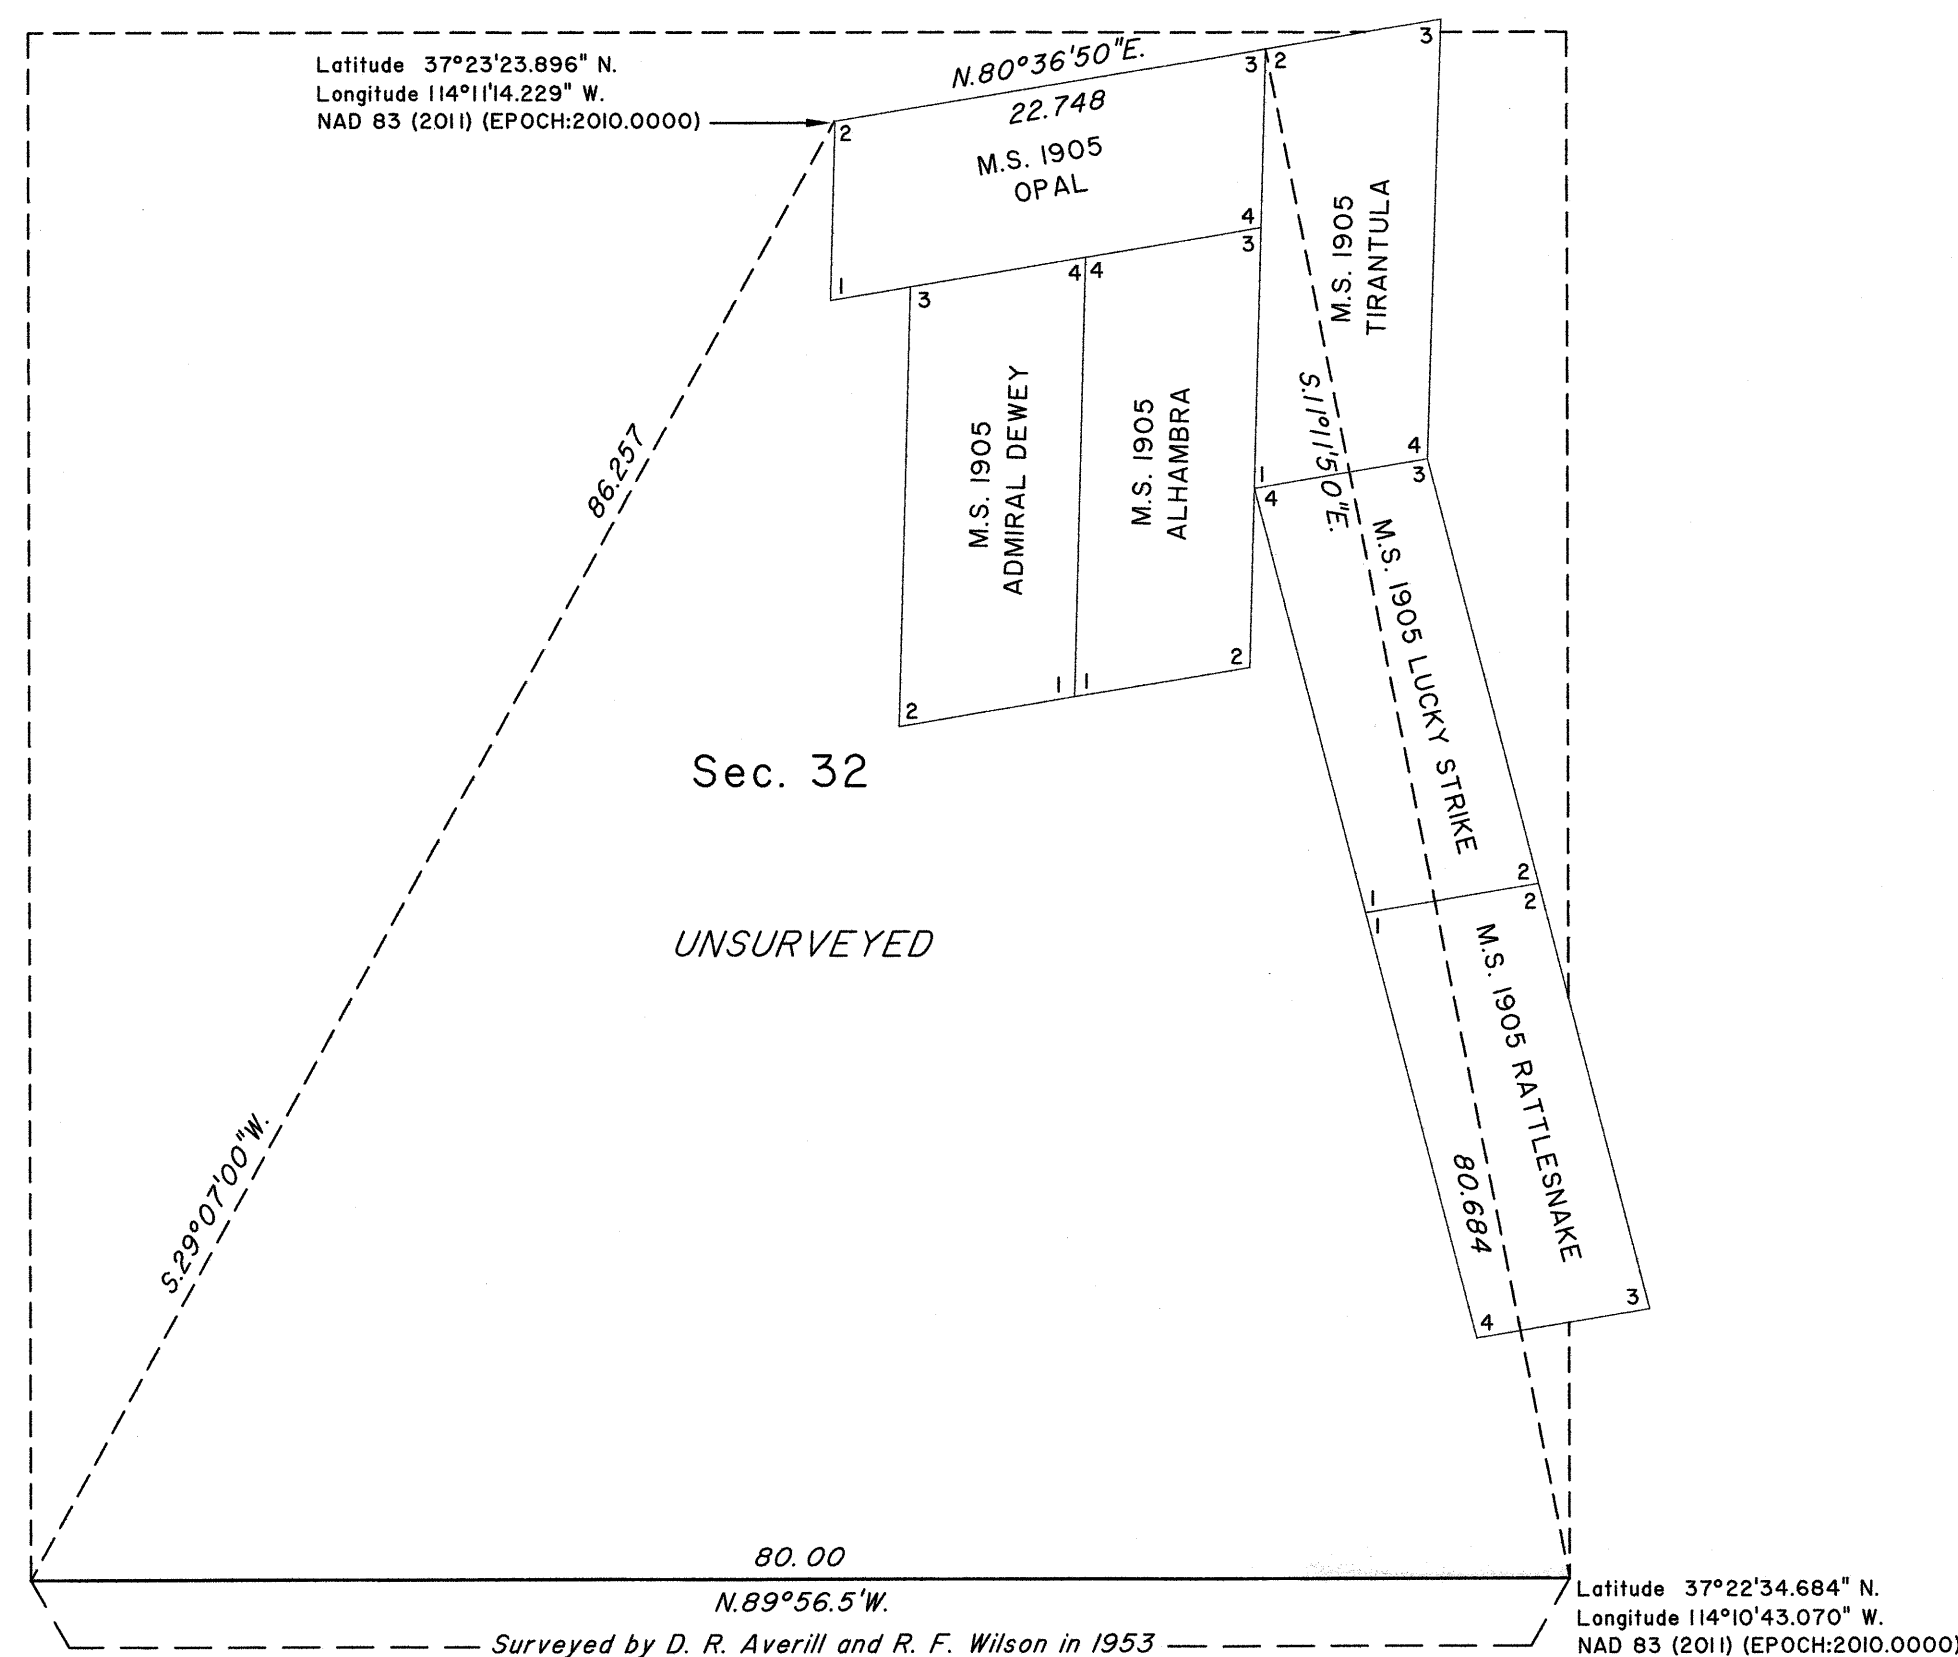 Latitude 37°23'23.896" N.
Longitude 114°11'14.229" W.
NAD 83 (2011) (EPOCH:2010.0000)
N.80°36'50"E.
22.748
2
3
2
3
M.S. 1905
OPAL
1
4
3
3
4
4
M.S. 1905
TIRANTULA
86.257
M.S. 1905
ADMIRAL DEWEY
M.S. 1905
ALHAMBRA
S.11°11'50"E.
1
4
4
3
2
1
1
2
M.S. 1905 LUCKY STRIKE
Sec. 32
UNSURVEYED
1
2
1
2
M.S. 1905 RATTLESNAKE
80.684
S.29°07'00"W.
4
3
80.00
N.89°56.5'W.
Latitude 37°22'34.684" N.
Longitude 114°10'43.070" W.
NAD 83 (2011) (EPOCH:2010.0000)
Surveyed by D. R. Averill and R. F. Wilson in 1953